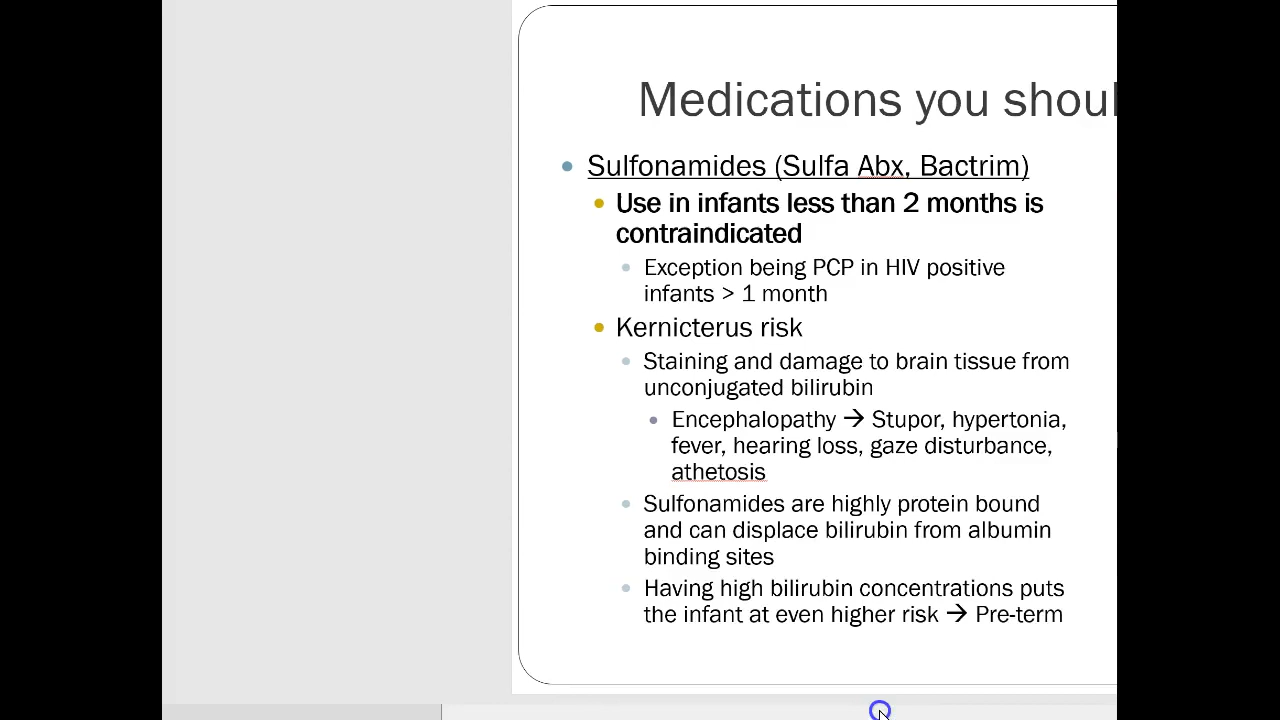 Medications you shoul
Sulfonamides (Sulfa Abx, Bactrim)
Use in infants less than 2 months is
contraindicated
Exception being PCP in HIV positive
infants > 1 month
Kernicterus risk
Staining and damage to brain tissue from
unconjugated bilirubin
Encephalopathy → Stupor, hypertonia,
fever, hearing loss, gaze disturbance,
athetosis
Sulfonamides are highly protein bound
and can displace bilirubin from albumin
binding sites
Having high bilirubin concentrations puts
the infant at even higher risk → Pre-term